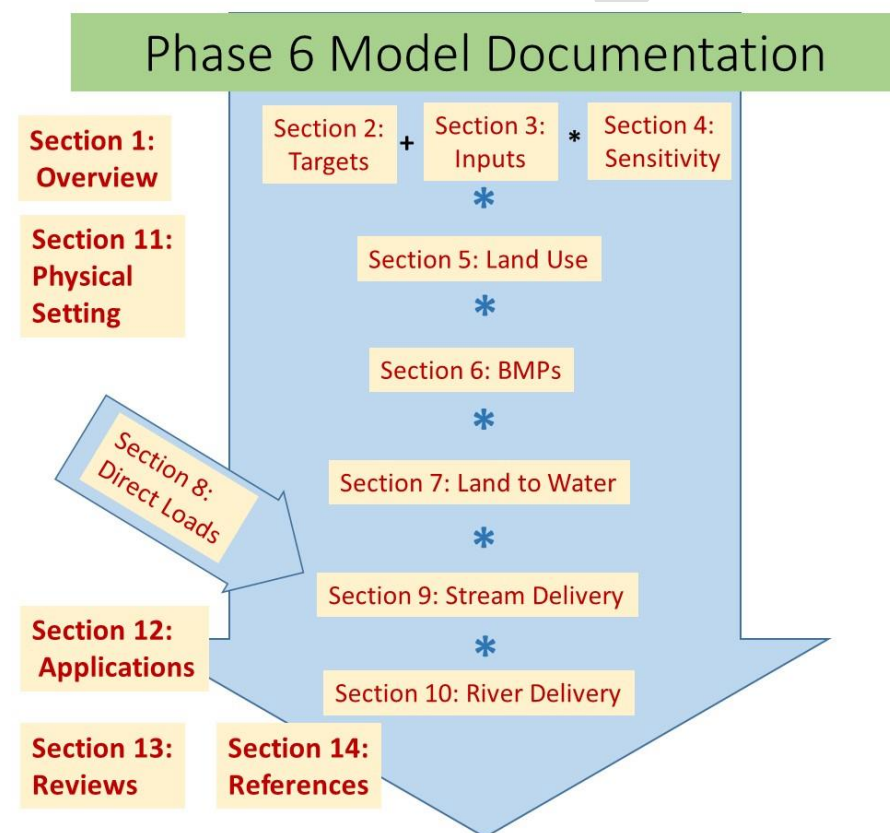 Phase 6 Model Documentation
Section 1:
Overview
Section 2:
Targets
+
Section 3:
Inputs
*
Section 4:
Sensitivity
*
Section 11:
Physical
Setting
Section 5: Land Use
*
Section 6: BMPs
*
Section 8:
Direct Loads
Section 7: Land to Water
*
Section 9: Stream Delivery
*
Section 12:
Applications
Section 10: River Delivery
Section 13:
Reviews
Section 14:
References